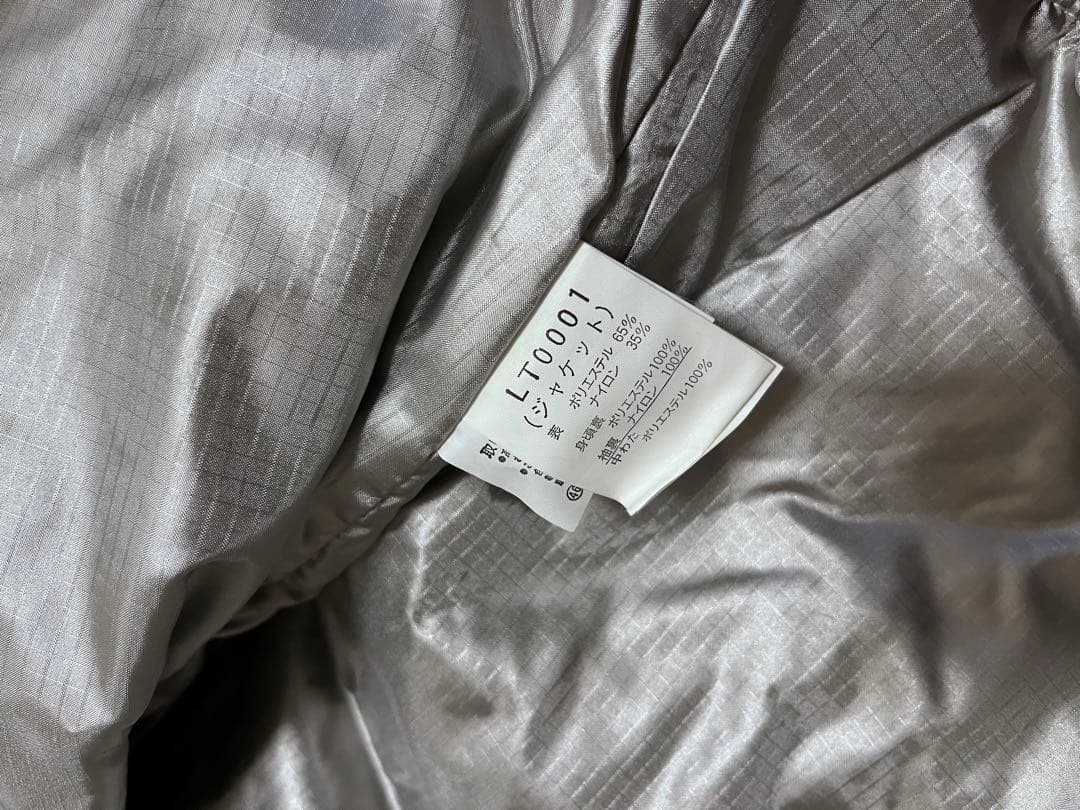 LT0001
(ジャケット)
表 ポリエステル 65%
ナイロン 35%
身頃裏 ポリエステル100%
袖裏 ナイロン 100%
中わた ポリエステル100%
取
46